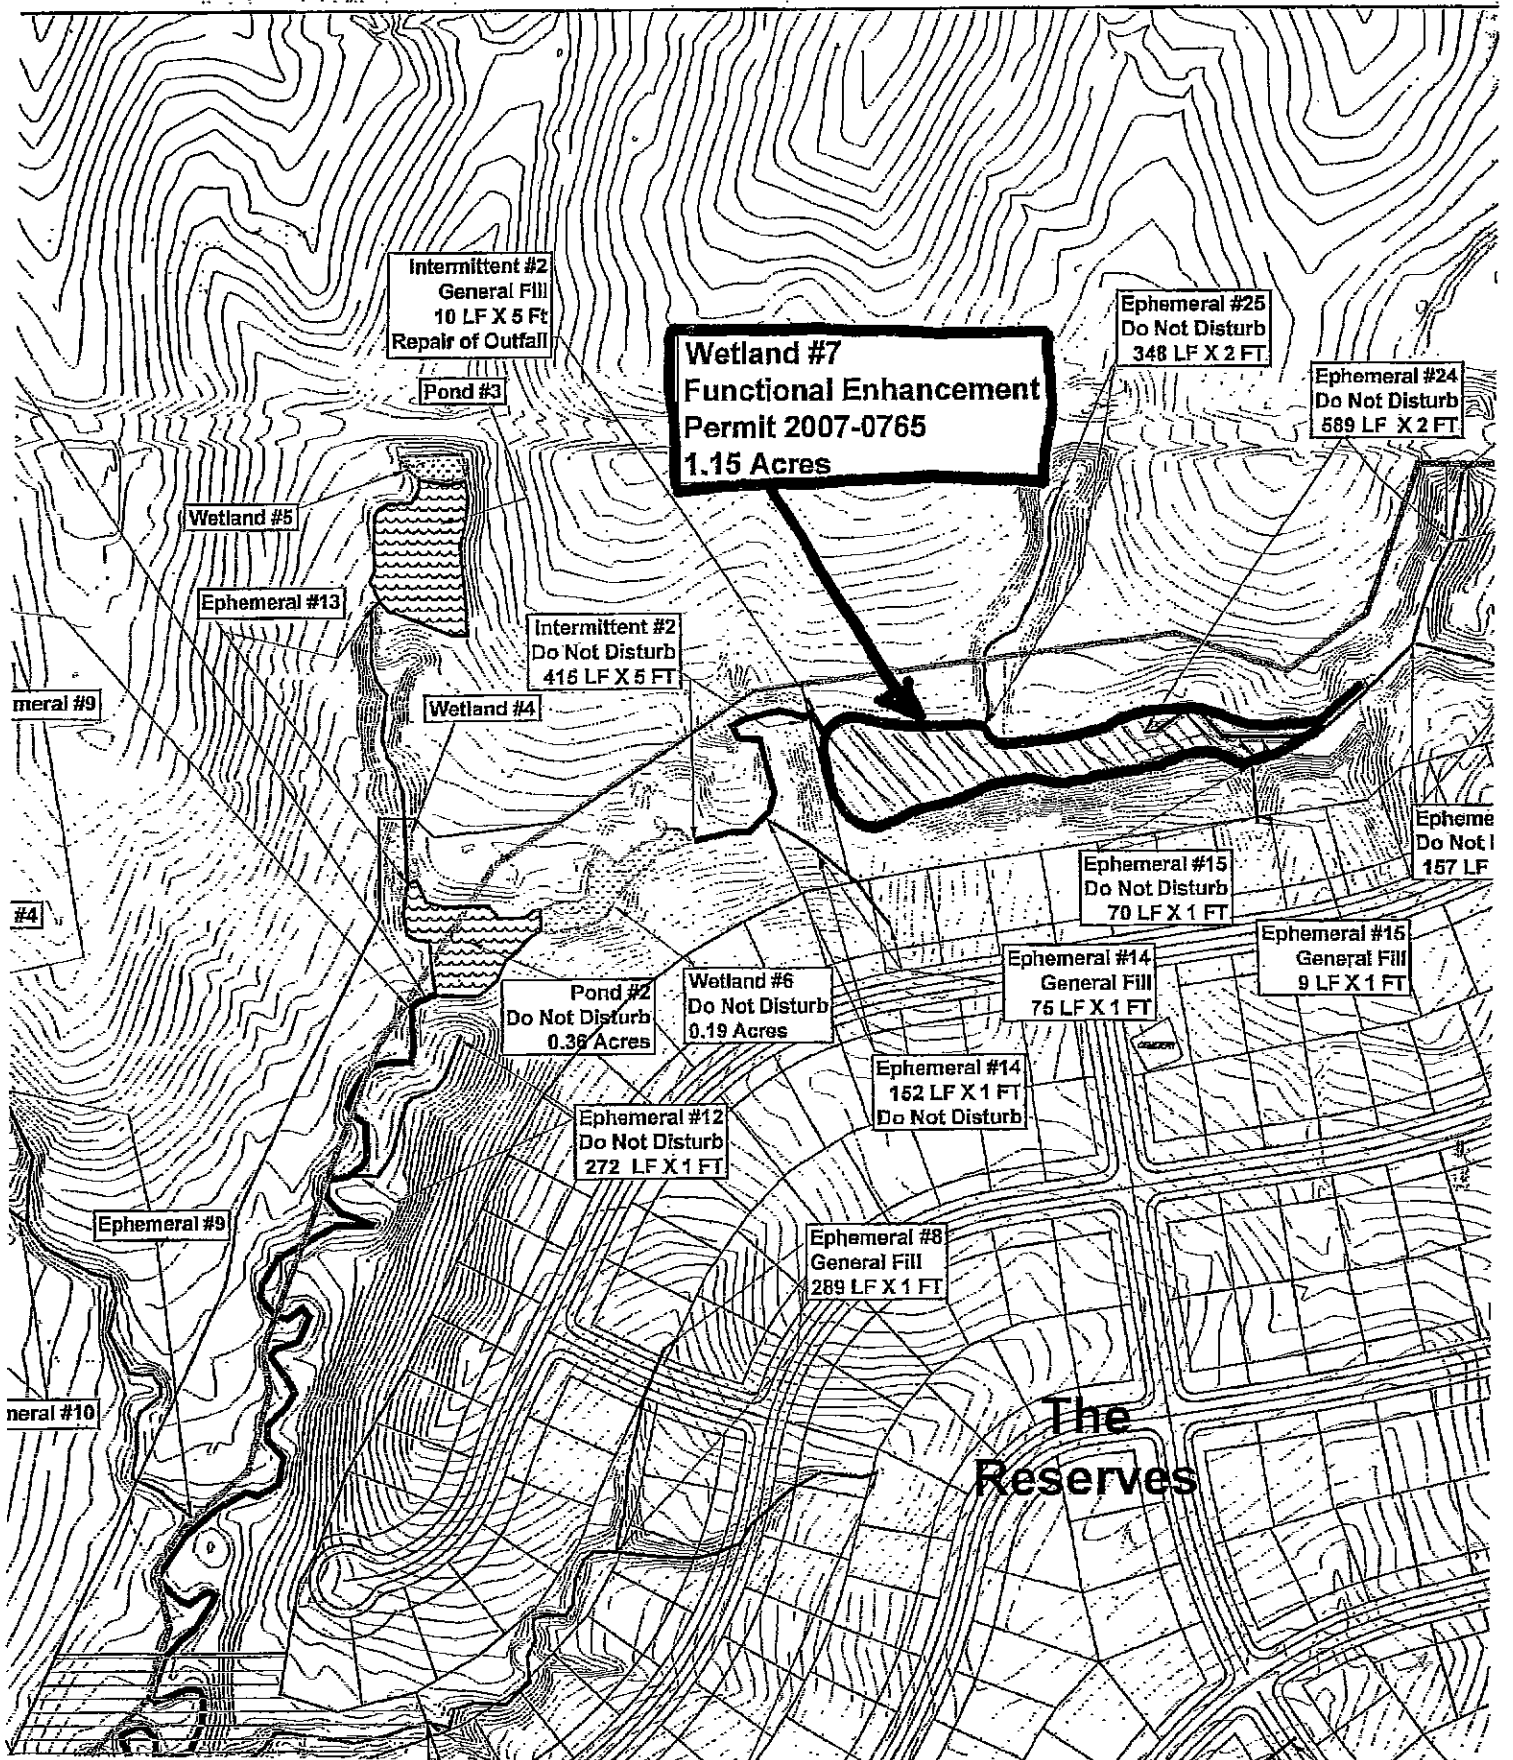 Intermittent #2
General Fill
10 LF X 5 Ft
Repair of Outfall
Pond #3
Wetland #7
Functional Enhancement
Permit 2007-0765
1.15 Acres
Ephemeral #25
Do Not Disturb
348 LF X 2 FT
Ephemeral #24
Do Not Disturb
589 LF X 2 FT
Wetland #5
Ephemeral #13
Intermittent #2
Do Not Disturb
415 LF X 5 FT
meral #9
Wetland #4
Epheme
Do Not
157 LF
Ephemeral #15
Do Not Disturb
70 LF X 1 FT
#4
Ephemeral #15
General Fill
9 LF X 1 FT
Ephemeral #14
General Fill
75 LF X 1 FT
Pond #2
Do Not Disturb
0.36 Acres
Wetland #6
Do Not Disturb
0.19 Acres
CEMETERY
Ephemeral #14
152 LF X 1 FT
Do Not Disturb
Ephemeral #12
Do Not Disturb
272 LF X 1 FT
Ephemeral #9
Ephemeral #8
General Fill
289 LF X 1 FT
meral #10
The
Reserves